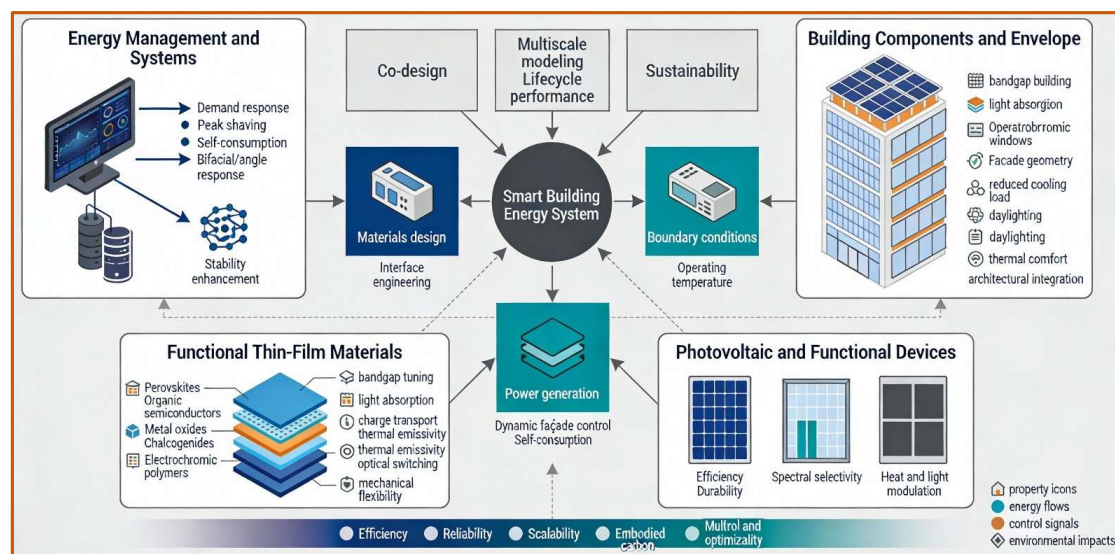 Energy Management and
Systems
Demand response
Peak shaving
Self-consumption
Bifacial/angle
response
Stability
enhancement
Co-design
Multiscale
modeling
Lifecycle
performance
Sustainability
Smart Building
Energy System
Materials design
Interface
engineering
Boundary conditions
Operating
temperature
Building Components and Envelope
bandgap building
light absorgion
Operatrobrromic
windows
Facade geometry
reduced cooling
load
daylighting
daylighting
thermal comfort
architectural integration
Functional Thin-Film Materials
Perovskites
Organic
semiconductors
Metal oxides
Chalcogenides
Electrochromic
polymers
bandgap tuning
light absorption
charge transport
thermal emissivity
thermal emissivity
optical switching
mechanical
flexibility
Power generation
Dynamic façade control
Self-consumption
Photovoltaic and Functional Devices
Efficiency
Durability
Spectral selectivity
Heat and light
modulation
Efficiency
Reliability
Scalability
Embodied
carbon
Multrol and
optimizality
property icons
energy flows
control signals
environmental impacts